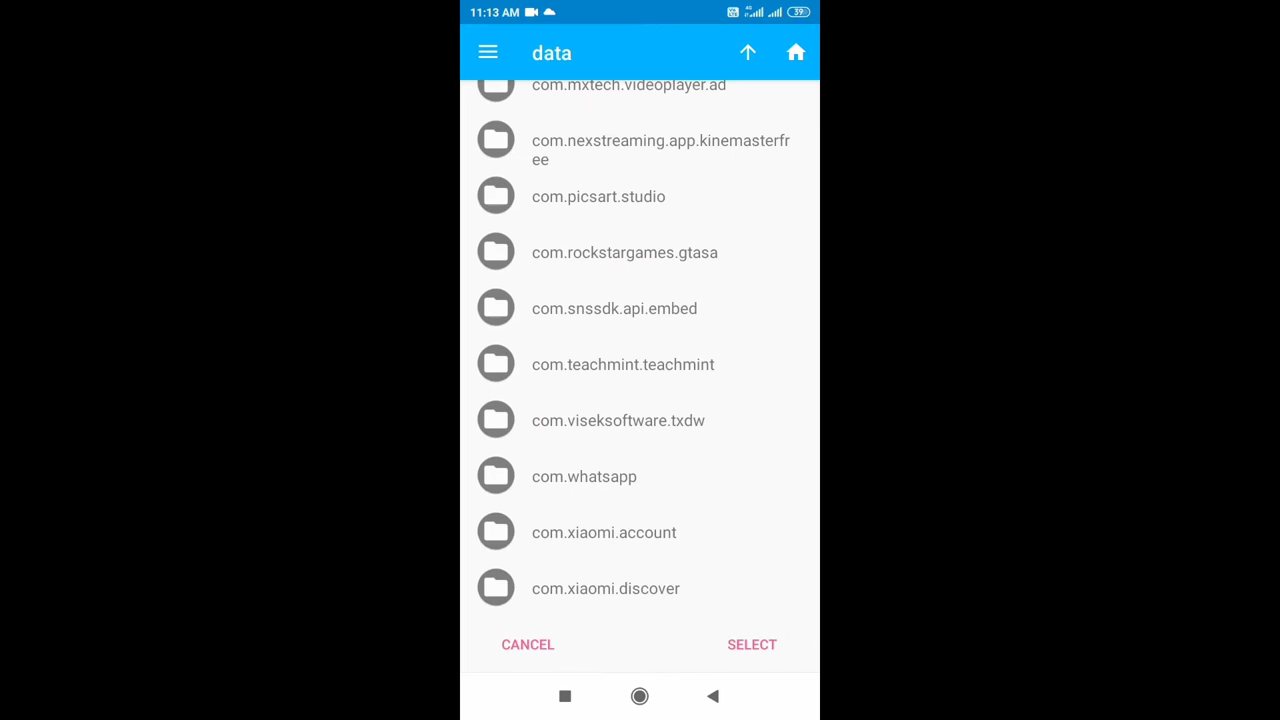 11:13 AM
4G
39
data
com.mxtech.videoplayer.ad
com.nexstreaming.app.kinemasterfr
ee
com.picsart.studio
com.rockstargames.gtasa
com.snssdk.api.embed
com.teachmint.teachmint
com.viseksoftware.txdw
com.whatsapp
com.xiaomi.account
com.xiaomi.discover
CANCEL
SELECT